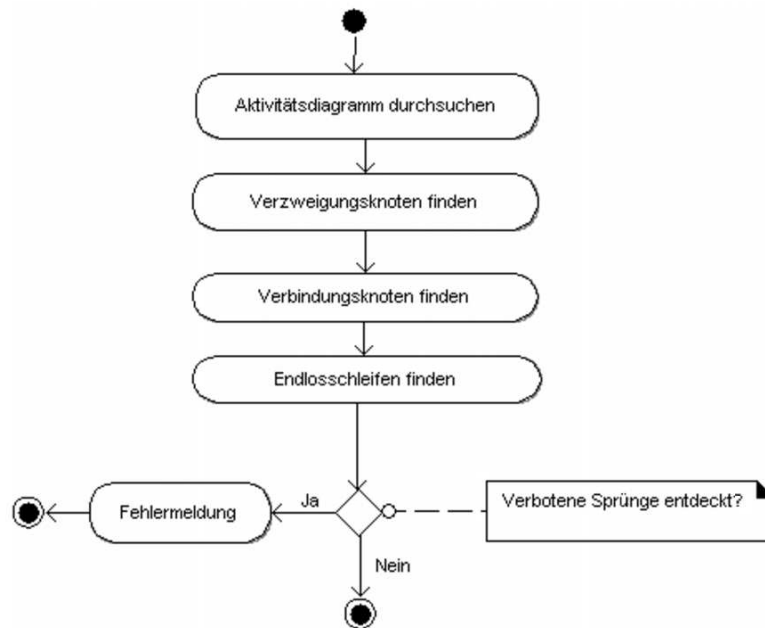 Aktivitätsdiagramm durchsuchen
Verzweigungsknoten finden
Verbindungsknoten finden
Endlosschleifen finden
Fehlermeldung
Ja
Verbotene Sprünge entdeckt?
Nein